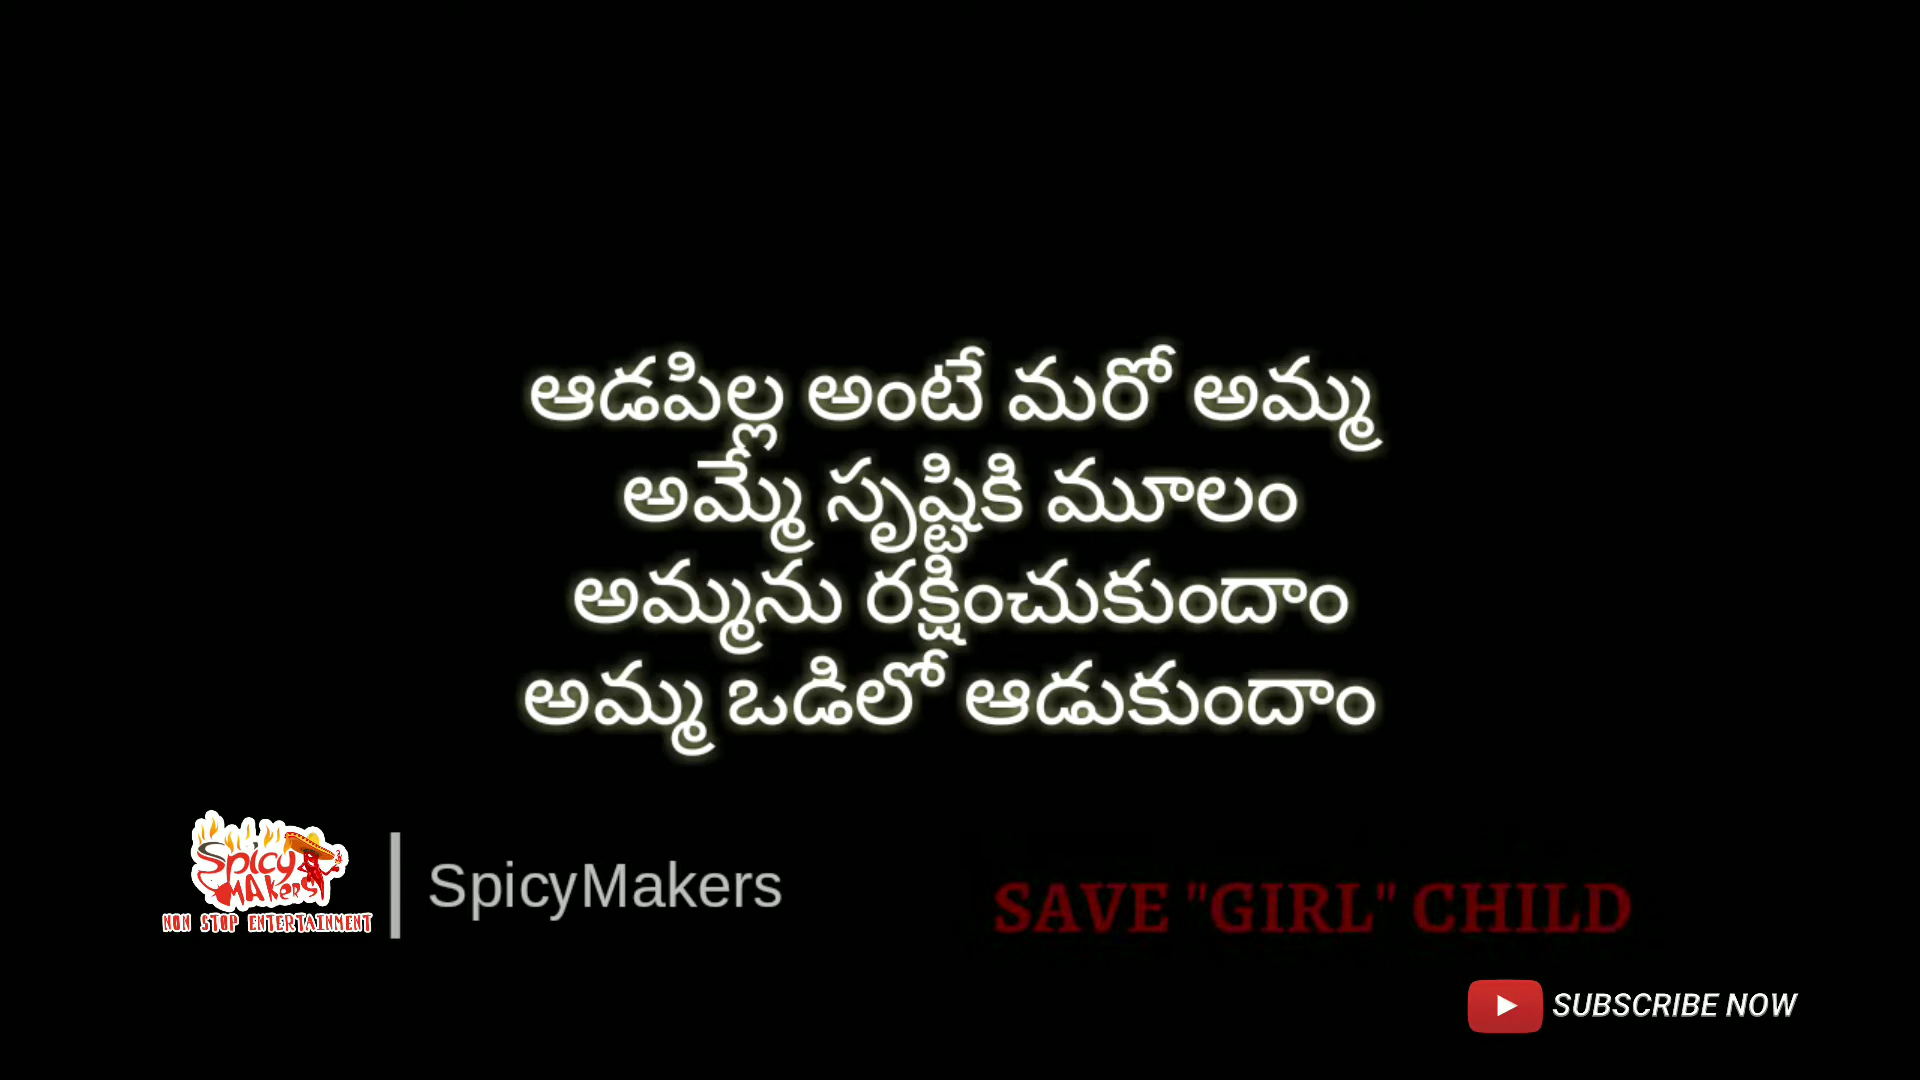 ఆడపిల్ల అంటే మరో అమ్మ
అమ్మే సృష్టికి మూలం
అమ్మను రక్షించుకుందాం
అమ్మ ఒడిలో ఆడుకుందాం
Spicy
MAkers
NON STOP ENTERTAINMENT
SpicyMakers
SAVE "GIRL" CHILD
SUBSCRIBE NOW